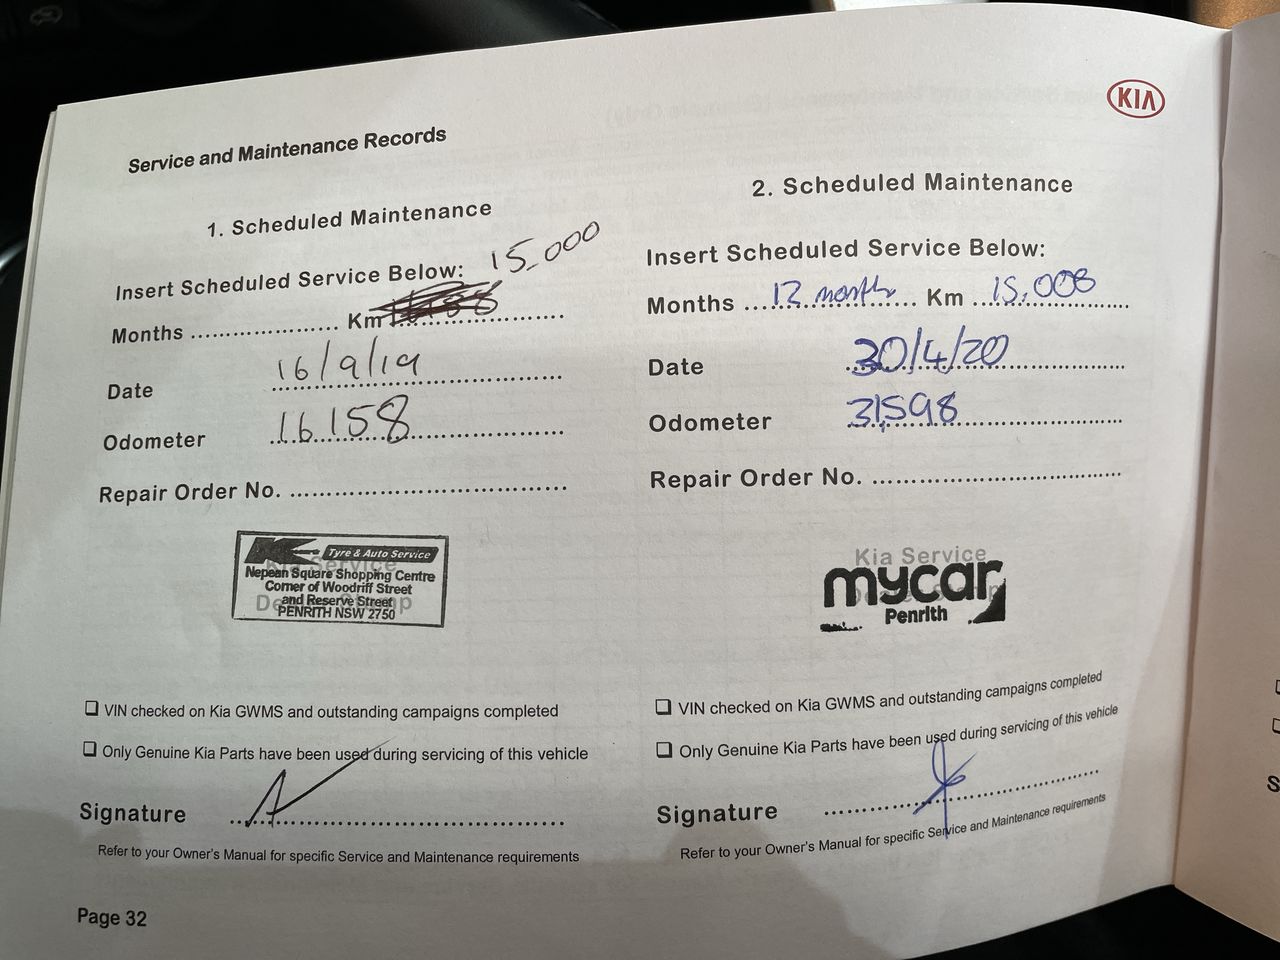 KIA
Service and Maintenance Records
1. Scheduled Maintenance
Insert Scheduled Service Below: 15,000
Months .................... Km ....................
Date 16/9/19
Odometer 16158
Repair Order No. ....................
Tyre & Auto Service
Kia Service
Nepean Square Shopping Centre
Corner of Woodriff Street
and Reserve Street
PENRITH NSW 2750
VIN checked on Kia GWMS and outstanding campaigns completed
Only Genuine Kia Parts have been used during servicing of this vehicle
Signature ....................
Refer to your Owner's Manual for specific Service and Maintenance requirements
Page 32
2. Scheduled Maintenance
Insert Scheduled Service Below:
Months 12 month Km 15,008
Date 30/4/20
Odometer 31,598
Repair Order No. ....................
Kia Service
mycar
Penrith
VIN checked on Kia GWMS and outstanding campaigns completed
Only Genuine Kia Parts have been used during servicing of this vehicle
Signature ....................
Refer to your Owner's Manual for specific Service and Maintenance requirements